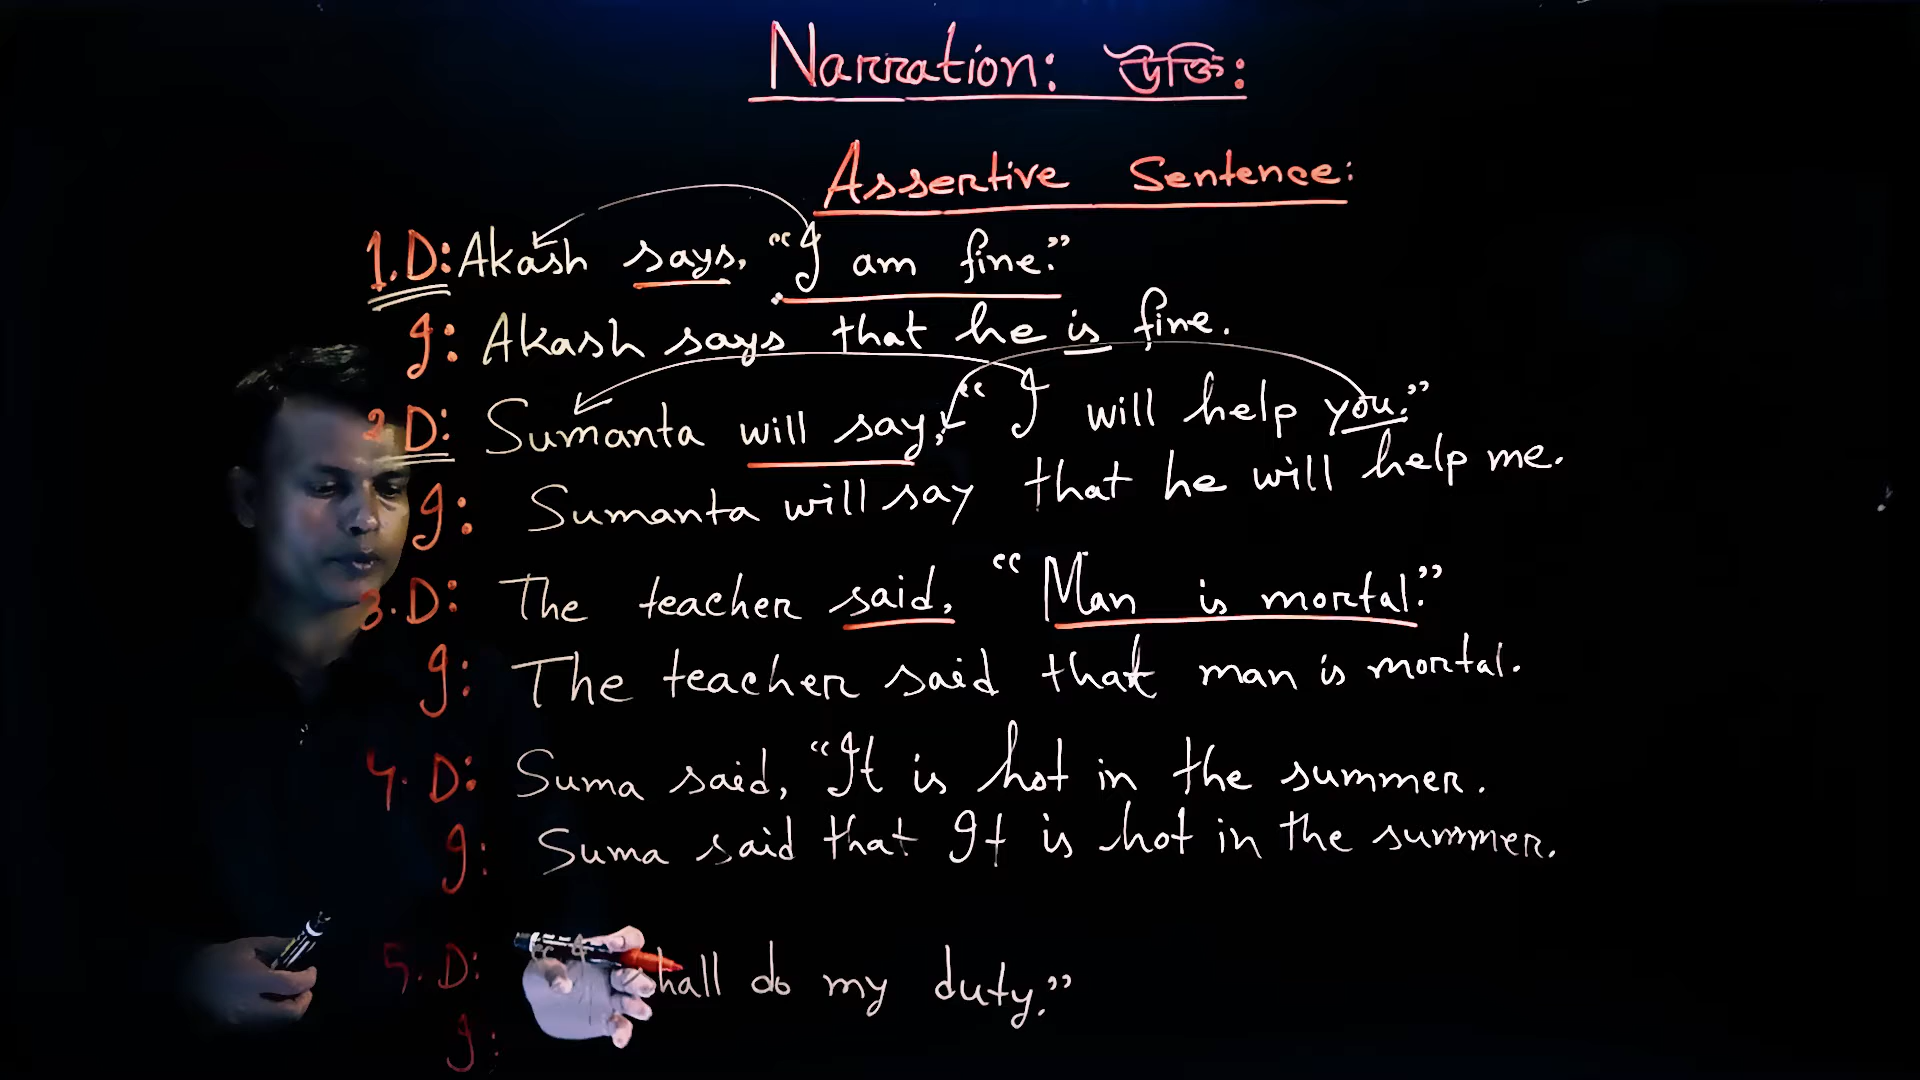 Narration: উক্তি:
Assertive Sentence:
1.D: Akash says, "I am fine."
I: Akash says that he is fine.
2.D: Sumanta will say, "I will help you."
I: Sumanta will say that he will help me.
3.D: The teacher said, "Man is mortal."
I: The teacher said that man is mortal.
4.D: Suma said, "It is hot in the summer.
I: Suma said that It is hot in the summer.
5.D: "I hall do my duty."
I: